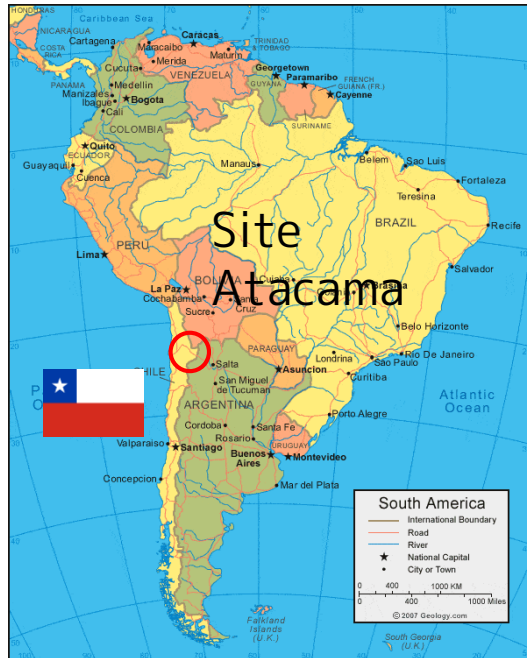 HONDURAS
Caribbean Sea
NICARAGUA
Cartagena
Caracas
TRINIDAD
& TOBAGO
COSTA
RICA
Maracaibo
Maturin
Merida
Cucuta
Georgetown
PANAMA
Medellin
VENEZUELA
Paramaribo
FRENCH
GUIANA (FR.)
Manizales
Ibague
Bogota
GUYANA
Cayenne
Cali
SURINAME
COLOMBIA
Quito
ECUADOR
Guayaquil
Cuenca
Manaus
Belem
Sao Luis
Fortaleza
Teresina
Site
BRAZIL
PERU
Recife
Lima
BOLIVIA
Cuiaba
Atacama
Salvador
La Paz
Brasilia
Cochabamba
Santa
Cruz
Sucre
Belo Horizonte
PARAGUAY
Londrina
Rio De Janeiro
Sao Paulo
Salta
Asuncion
CHILE
Curitiba
San Miguel
de Tucuman
Atlantic
Ocean
ARGENTINA
Porto Alegre
Cordoba
Santa Fe
Rosario
URUGUAY
Valparaiso
Santiago
Buenos
Aires
Montevideo
Concepcion
Mar del Plata
South America
International Boundary
Road
River
National Capital
City or Town
0 400 1000 KM
0 400 1000 Miles
©2007 Geology.com
Falkland
Islands
(U.K.)
South Georgia
(U.K.)